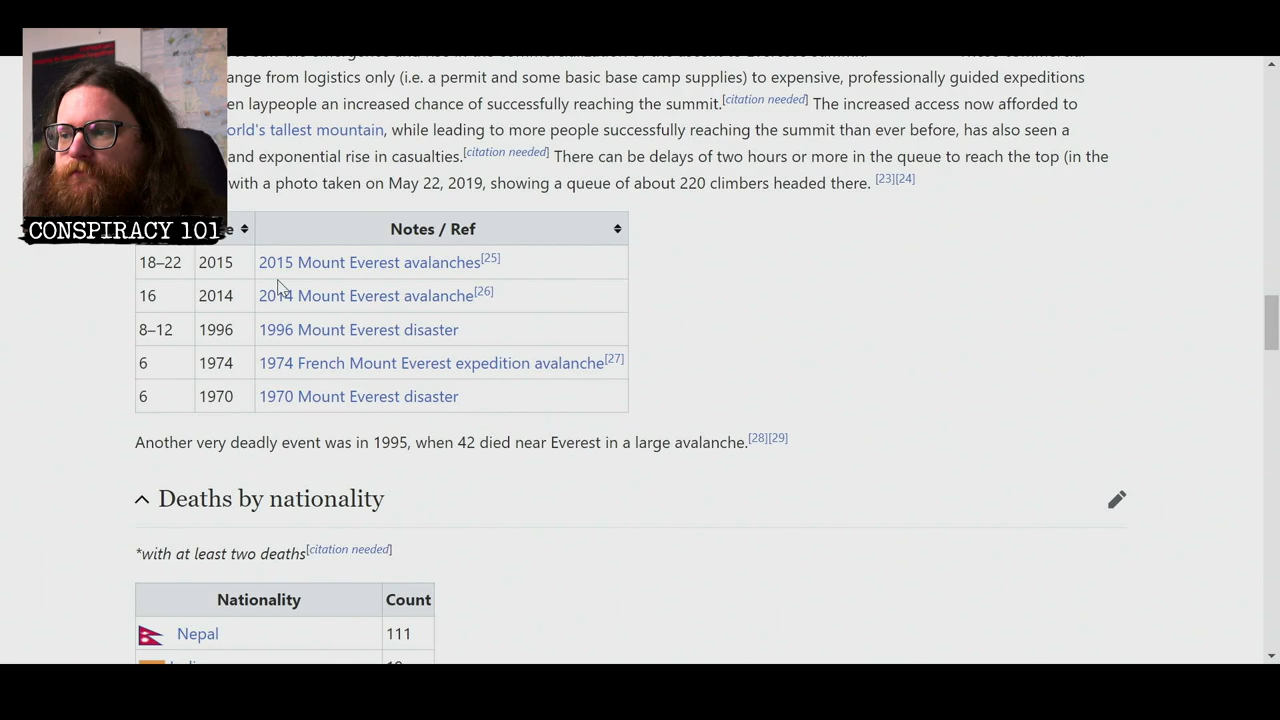 ange from logistics only (i.e. a permit and some basic base camp supplies) to expensive, professionally guided expeditions
en laypeople an increased chance of successfully reaching the summit.[citation needed] The increased access now afforded to
orld's tallest mountain, while leading to more people successfully reaching the summit than ever before, has also seen a
and exponential rise in casualties.[citation needed] There can be delays of two hours or more in the queue to reach the top (in the
with a photo taken on May 22, 2019, showing a queue of about 220 climbers headed there. [23][24]
CONSPIRACY 101
e Notes / Ref
18–22 2015 2015 Mount Everest avalanches[25]
16 2014 2014 Mount Everest avalanche[26]
8–12 1996 1996 Mount Everest disaster
6 1974 1974 French Mount Everest expedition avalanche[27]
6 1970 1970 Mount Everest disaster
Another very deadly event was in 1995, when 42 died near Everest in a large avalanche.[28][29]
Deaths by nationality
*with at least two deaths[citation needed]
Nationality Count
Nepal 111